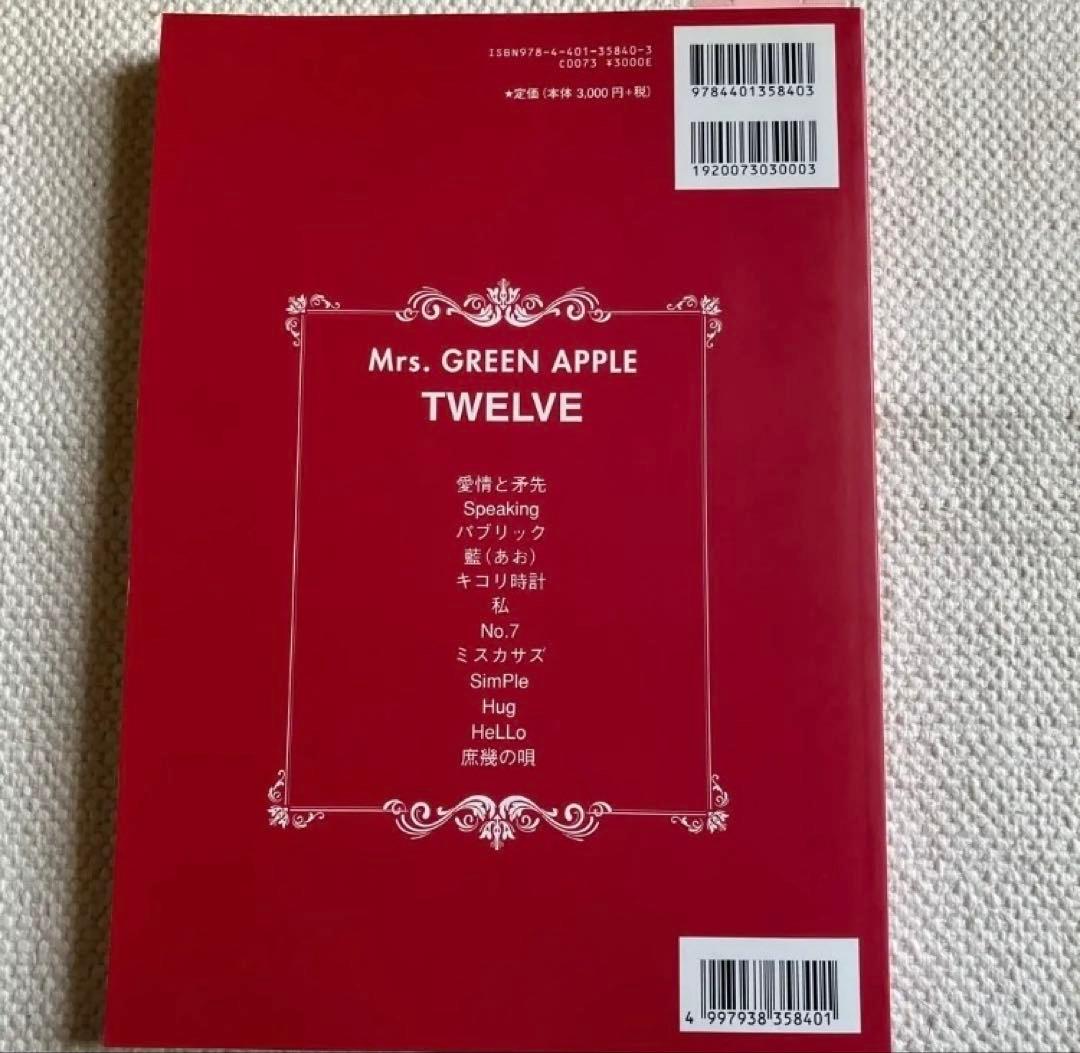 ISBN978-4-401-35840-3
C0073 ¥3000E
★定価(本体 3,000円+税)
9784401358403
1920073030003
Mrs. GREEN APPLE
TWELVE
愛情と矛先
Speaking
パブリック
藍(あお)
キコリ時計
私
No.7
ミスカサズ
SimPle
Hug
HeLLo
庶幾の唄
4 997938 358401